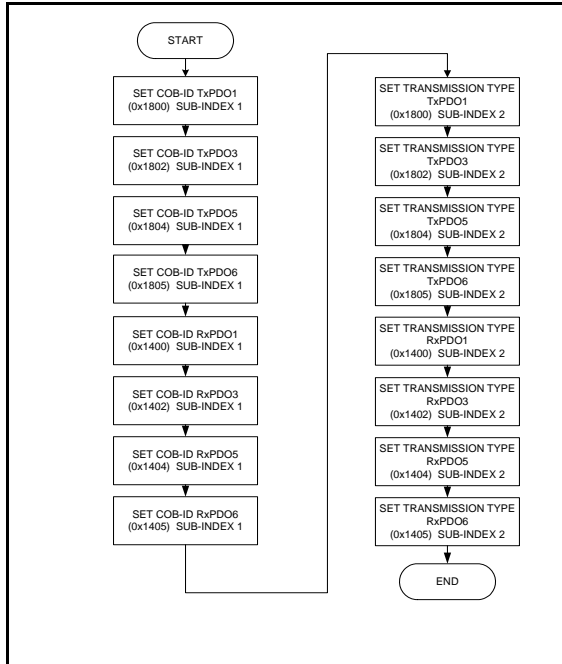 START
SET COB-ID TxPDO1
(0x1800) SUB-INDEX 1
SET COB-ID TxPDO3
(0x1802) SUB-INDEX 1
SET COB-ID TxPDO5
(0x1804) SUB-INDEX 1
SET COB-ID TxPDO6
(0x1805) SUB-INDEX 1
SET COB-ID RxPDO1
(0x1400) SUB-INDEX 1
SET COB-ID RxPDO3
(0x1402) SUB-INDEX 1
SET COB-ID RxPDO5
(0x1404) SUB-INDEX 1
SET COB-ID RxPDO6
(0x1405) SUB-INDEX 1
SET TRANSMISSION TYPE
TxPDO1
(0x1800) SUB-INDEX 2
SET TRANSMISSION TYPE
TxPDO3
(0x1802) SUB-INDEX 2
SET TRANSMISSION TYPE
TxPDO5
(0x1804) SUB-INDEX 2
SET TRANSMISSION TYPE
TxPDO6
(0x1805) SUB-INDEX 2
SET TRANSMISSION TYPE
RxPDO1
(0x1400) SUB-INDEX 2
SET TRANSMISSION TYPE
RxPDO3
(0x1402) SUB-INDEX 2
SET TRANSMISSION TYPE
RxPDO5
(0x1404) SUB-INDEX 2
SET TRANSMISSION TYPE
RxPDO6
(0x1405) SUB-INDEX 2
END